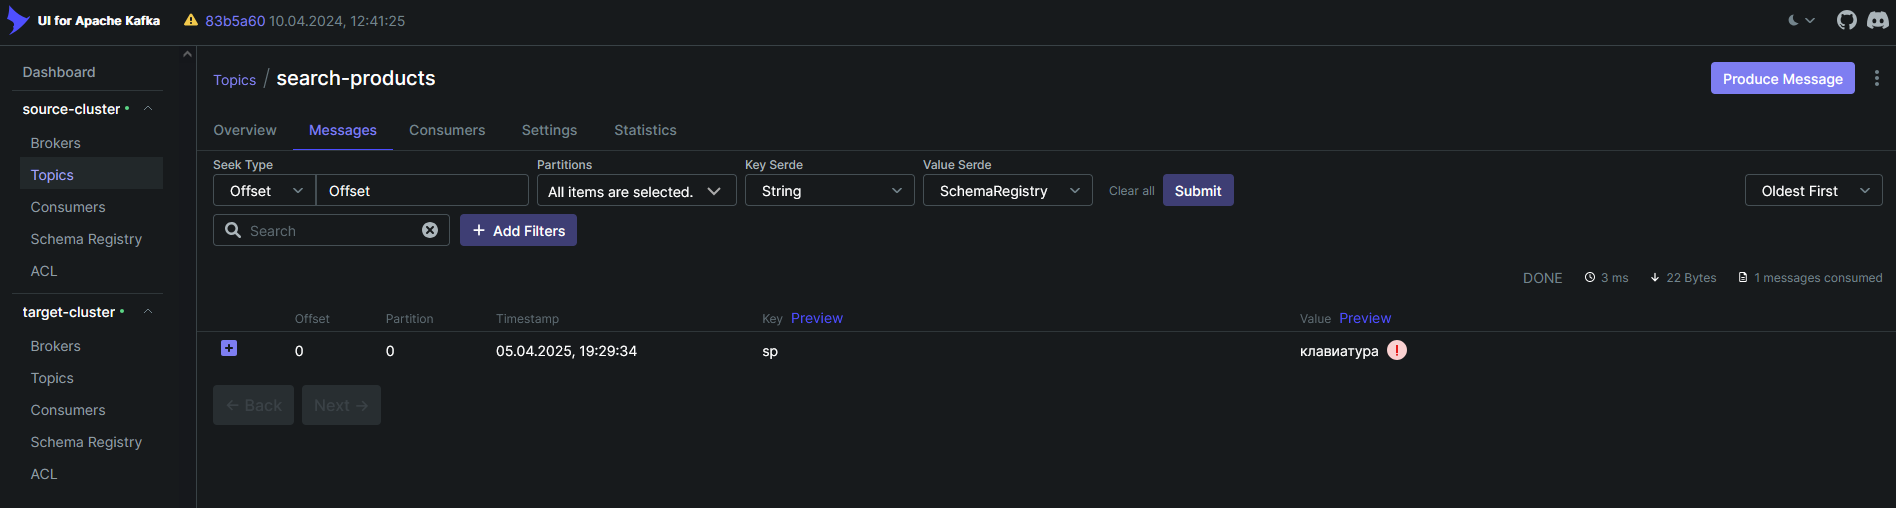 UI for Apache Kafka 83b5a60 10.04.2024, 12:41:25
Dashboard
source-cluster
Brokers
Topics
Consumers
Schema Registry
ACL
target-cluster
Brokers
Topics
Consumers
Schema Registry
ACL
Topics / search-products
Produce Message
Overview Messages Consumers Settings Statistics
Seek Type Partitions Key Serde Value Serde
Offset Offset All items are selected. String SchemaRegistry Clear all Submit Oldest First
Search + Add Filters
DONE 3 ms 22 Bytes 1 messages consumed
Offset Partition Timestamp Key Preview Value Preview
0 0 05.04.2025, 19:29:34 sp клавиатура !
← Back Next →